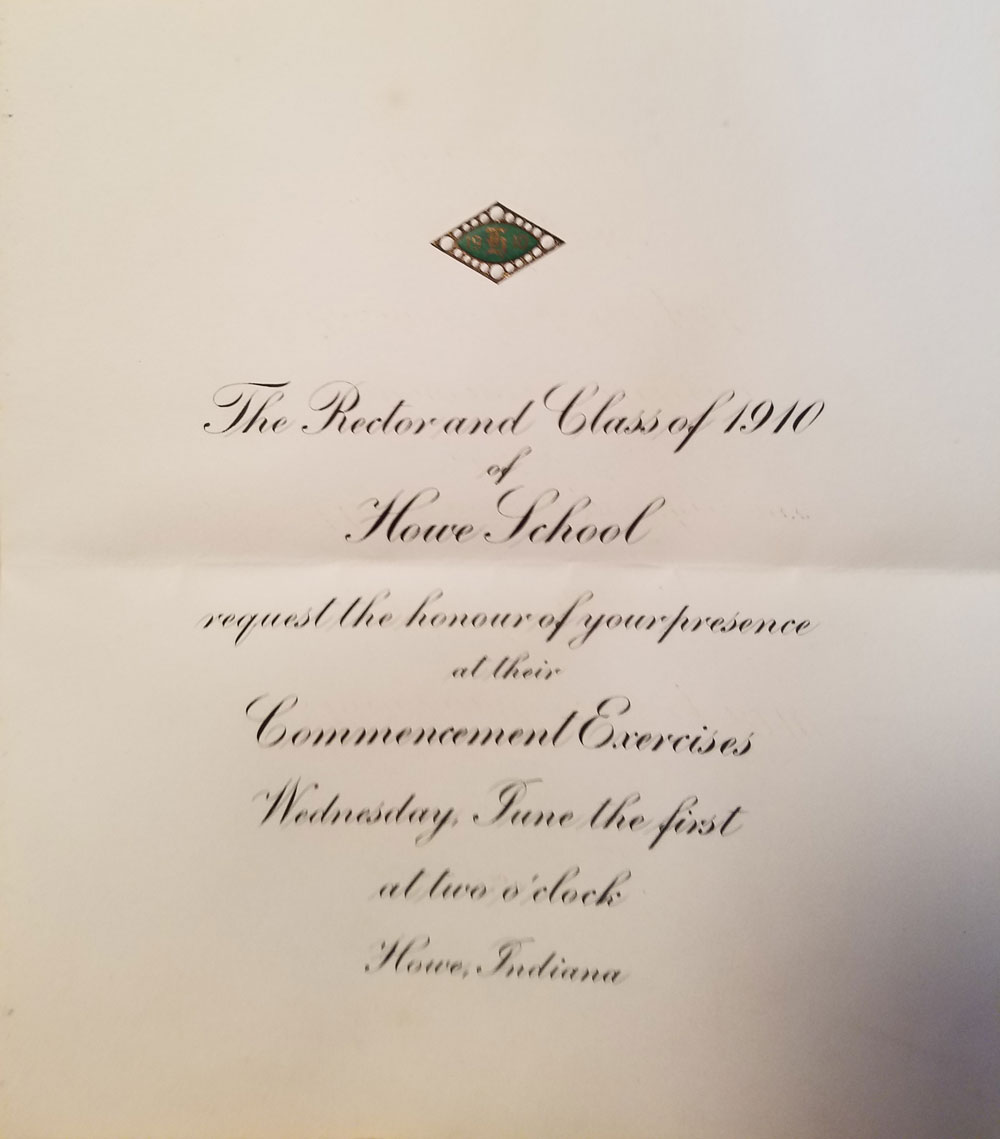 H
The Rector and Class of 1910
of
Howe School
request the honour of your presence
at their
Commencement Exercises
Wednesday, June the first
at two o'clock
Howe, Indiana